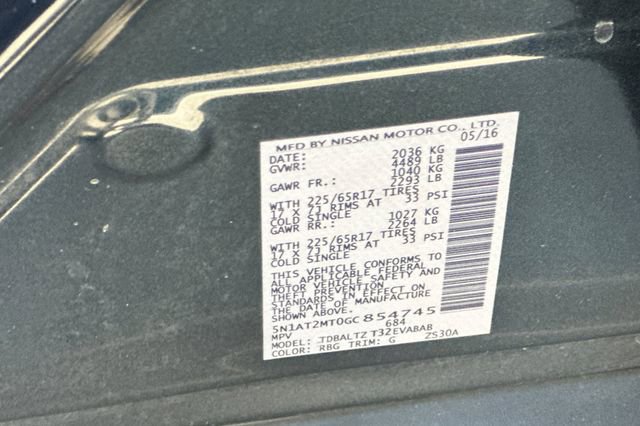 MFD BY NISSAN MOTOR CO., LTD.
DATE: 05/16
GVWR: 2036 KG
4489 LB
GAWR FR.: 1040 KG
2293 LB
WITH 225/65R17 TIRES
17 X 7J RIMS AT 33 PSI
COLD SINGLE
GAWR RR.: 1027 KG
2264 LB
WITH 225/65R17 TIRES
17 X 7J RIMS AT 33 PSI
COLD SINGLE
THIS VEHICLE CONFORMS TO
ALL APPLICABLE FEDERAL
MOTOR VEHICLE SAFETY AND
THEFT PREVENTION
STANDARDS IN EFFECT ON
THE DATE OF MANUFACTURE
SHOWN ABOVE.
5N1AT2MT0GC854745
MPV 684
MODEL: TDBALTZ T32EVABAB
COLOR: RBG TRIM: G ZS30A